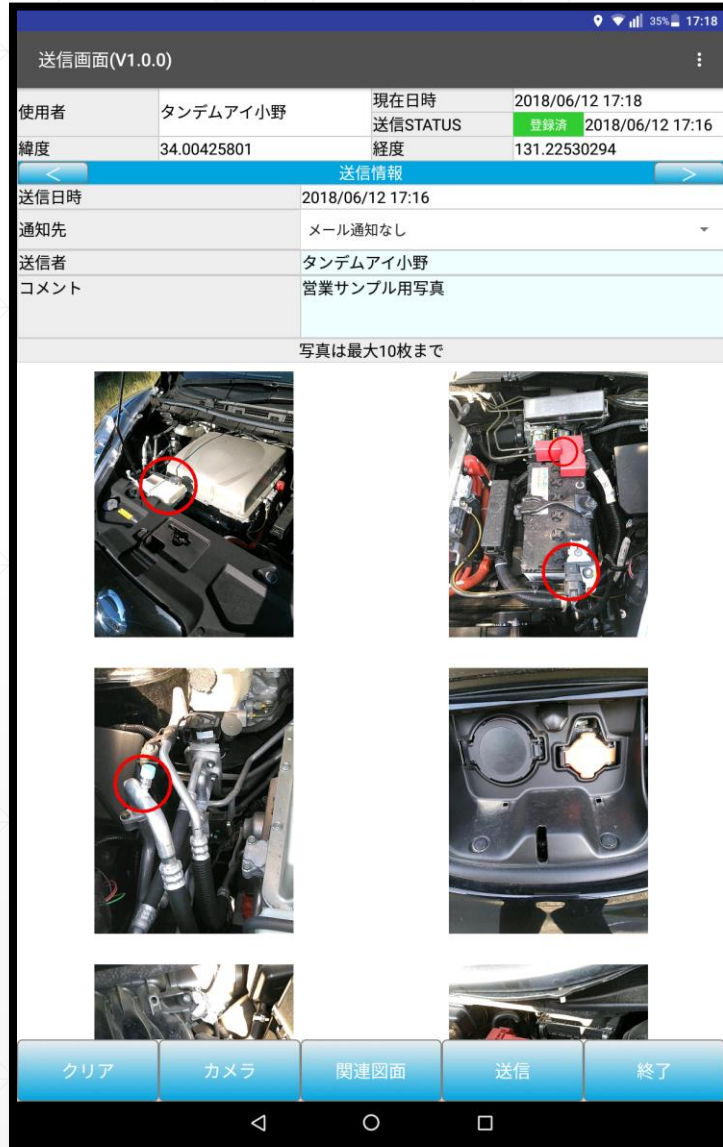 35% 17:18
送信画面(V1.0.0)
使用者 タンデムアイ小野 現在日時 2018/06/12 17:18
送信STATUS 登録済 2018/06/12 17:16
緯度 34.00425801 経度 131.22530294
< 送信情報 >
送信日時 2018/06/12 17:16
通知先 メール通知なし
送信者 タンデムアイ小野
コメント 営業サンプル用写真
写真は最大10枚まで
クリア カメラ 関連図面 送信 終了